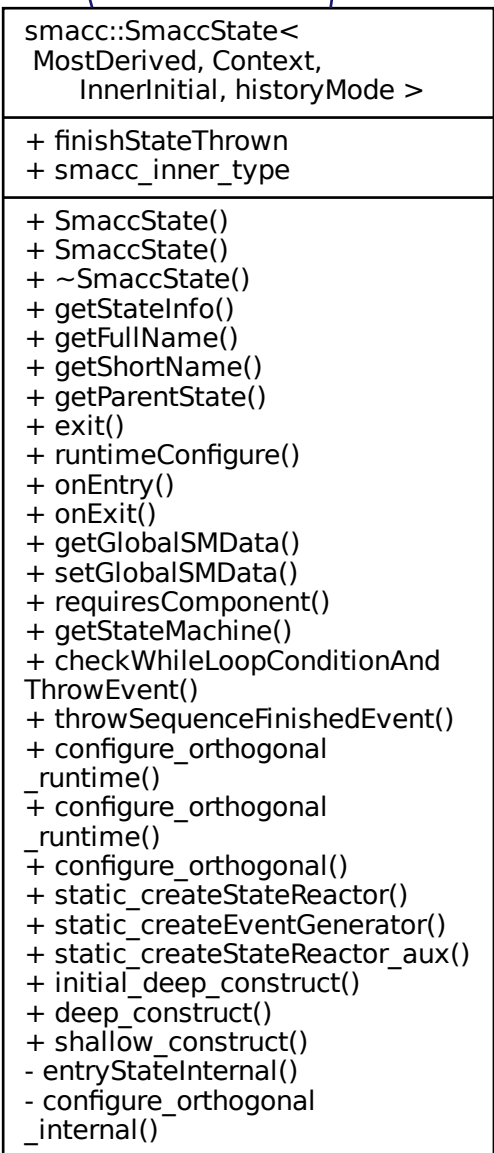 smacc::SmaccState<
MostDerived, Context,
InnerInitial, historyMode >
+ finishStateThrown
+ smacc_inner_type
+ SmaccState()
+ SmaccState()
+ ~SmaccState()
+ getStateInfo()
+ getFullName()
+ getShortName()
+ getParentState()
+ exit()
+ runtimeConfigure()
+ onEntry()
+ onExit()
+ getGlobalSMData()
+ setGlobalSMData()
+ requiresComponent()
+ getStateMachine()
+ checkWhileLoopConditionAnd
ThrowEvent()
+ throwSequenceFinishedEvent()
+ configure_orthogonal
_runtime()
+ configure_orthogonal
_runtime()
+ configure_orthogonal()
+ static_createStateReactor()
+ static_createEventGenerator()
+ static_createStateReactor_aux()
+ initial_deep_construct()
+ deep_construct()
+ shallow_construct()
- entryStateInternal()
- configure_orthogonal
_internal()